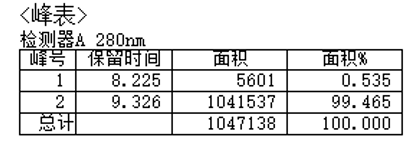 <峰表>
检测器A 280nm
峰号 保留时间 面积 面积%
1 8.225 5601 0.535
2 9.326 1041537 99.465
总计 1047138 100.000